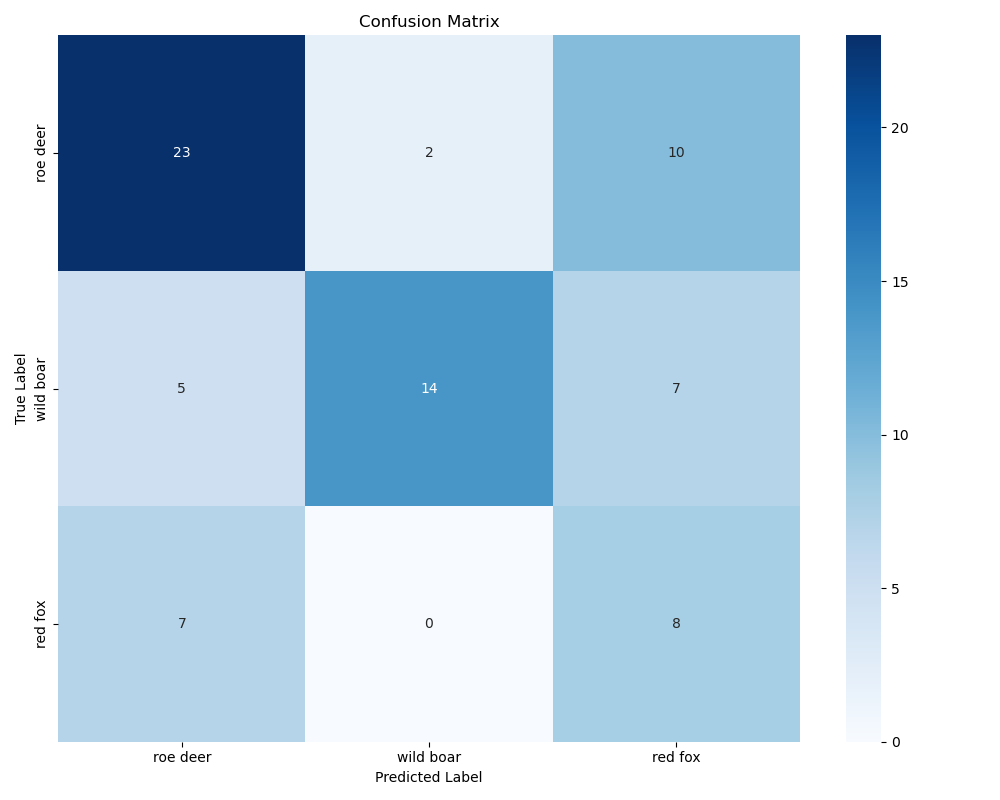 Confusion Matrix
True Label
roe deer
23
2
10
wild boar
5
14
7
red fox
7
0
8
roe deer
wild boar
red fox
Predicted Label
20
15
10
5
0